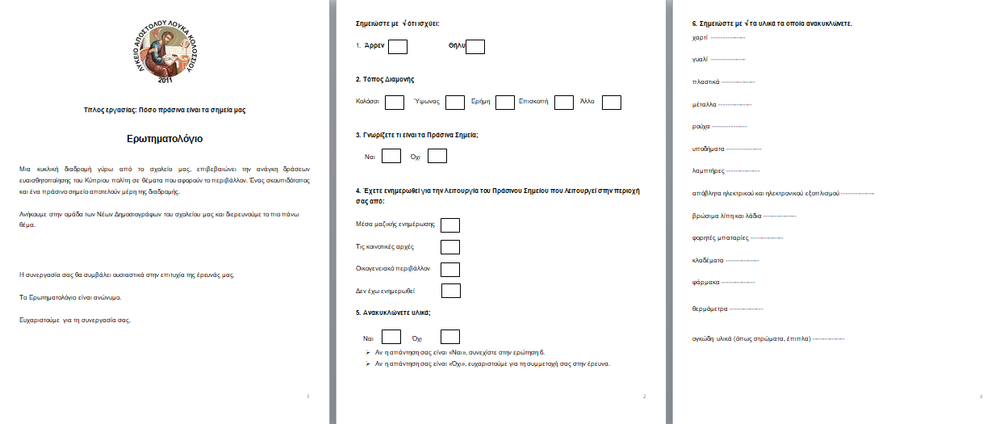 ΛΥΚΕΙΟ ΑΠΟΣΤΟΛΟΥ ΛΟΥΚΑ ΚΟΛΟΣΣΙΟΥ
2011
Τίτλος εργασίας: Πόσο πράσινα είναι τα σημεία μας
Ερωτηματολόγιο
Μια κυκλική διαδρομή γύρω από το σχολείο μας, επιβεβαιώνει την ανάγκη δράσεων
ευαισθητοποίησης του Κύπριου πολίτη σε θέματα που αφορούν το περιβάλλον. Ένας σκουπιδότοπος
και ένα πράσινο σημείο αποτελούν μέρη της διαδρομής.
Ανήκουμε στην ομάδα των Νέων Δημοσιογράφων του σχολείου μας και διερευνούμε το πιο πάνω
θέμα.
Η συνεργασία σας θα συμβάλει ουσιαστικά στην επιτυχία της έρευνάς μας.
Το Ερωτηματολόγιο είναι ανώνυμο.
Ευχαριστούμε για τη συνεργασία σας.
1
Σημειώστε με √ ότι ισχύει:
1. Άρρεν Θήλυ
2. Τόπος Διαμονής
Κολόσσι Ύψωνας Ερήμη Επισκοπή Άλλο
3. Γνωρίζετε τι είναι τα Πράσινα Σημεία;
Ναι Όχι
4. Έχετε ενημερωθεί για την λειτουργία του Πράσινου Σημείου που λειτουργεί στην περιοχή
σας από:
Μέσα μαζικής ενημέρωσης
Τις κοινοτικές αρχές
Οικογενειακό περιβάλλον
Δεν έχω ενημερωθεί
5. Ανακυκλώνετε υλικά;
Ναι Όχι
➢ Αν η απάντηση σας είναι «Ναι», συνεχίστε στην ερώτηση 6.
➢ Αν η απάντηση σας είναι «Όχι», ευχαριστούμε για τη συμμετοχή σας στην έρευνα.
2
6. Σημειώστε με √ τα υλικά τα οποία ανακυκλώνετε.
χαρτί ----------------
γυαλί ----------------
πλαστικά ----------------
μέταλλα ----------------
ρούχα ----------------
υποδήματα ----------------
λαμπτήρες ----------------
απόβλητα ηλεκτρικού και ηλεκτρονικού εξοπλισμού ----------------
βρώσιμα λίπη και λάδια ----------------
φορητές μπαταρίες ----------------
κλαδέματα ----------------
φάρμακα ----------------
θερμόμετρα ----------------
ογκώδη υλικά (όπως στρώματα, έπιπλα) ----------------
3